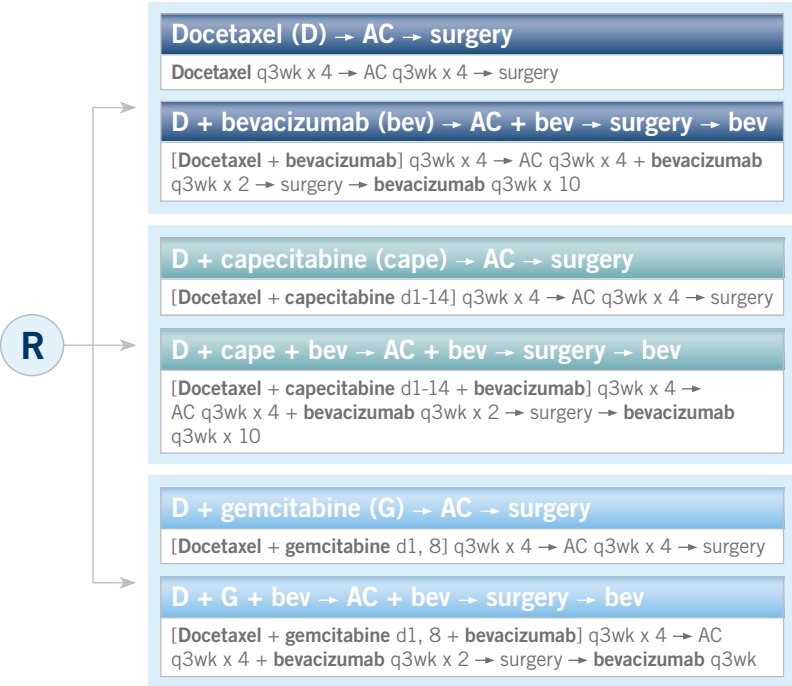 Docetaxel (D) → AC → surgery
Docetaxel q3wk x 4 → AC q3wk x 4 → surgery
D + bevacizumab (bev) → AC + bev → surgery → bev
[Docetaxel + bevacizumab] q3wk x 4 → AC q3wk x 4 + bevacizumab
q3wk x 2 → surgery → bevacizumab q3wk x 10
D + capecitabine (cape) → AC → surgery
[Docetaxel + capecitabine d1-14] q3wk x 4 → AC q3wk x 4 → surgery
R
D + cape + bev → AC + bev → surgery → bev
[Docetaxel + capecitabine d1-14 + bevacizumab] q3wk x 4 →
AC q3wk x 4 + bevacizumab q3wk x 2 → surgery → bevacizumab
q3wk x 10
D + gemcitabine (G) → AC → surgery
[Docetaxel + gemcitabine d1, 8] q3wk x 4 → AC q3wk x 4 → surgery
D + G + bev → AC + bev → surgery → bev
[Docetaxel + gemcitabine d1, 8 + bevacizumab] q3wk x 4 → AC
q3wk x 4 + bevacizumab q3wk x 2 → surgery → bevacizumab q3wk